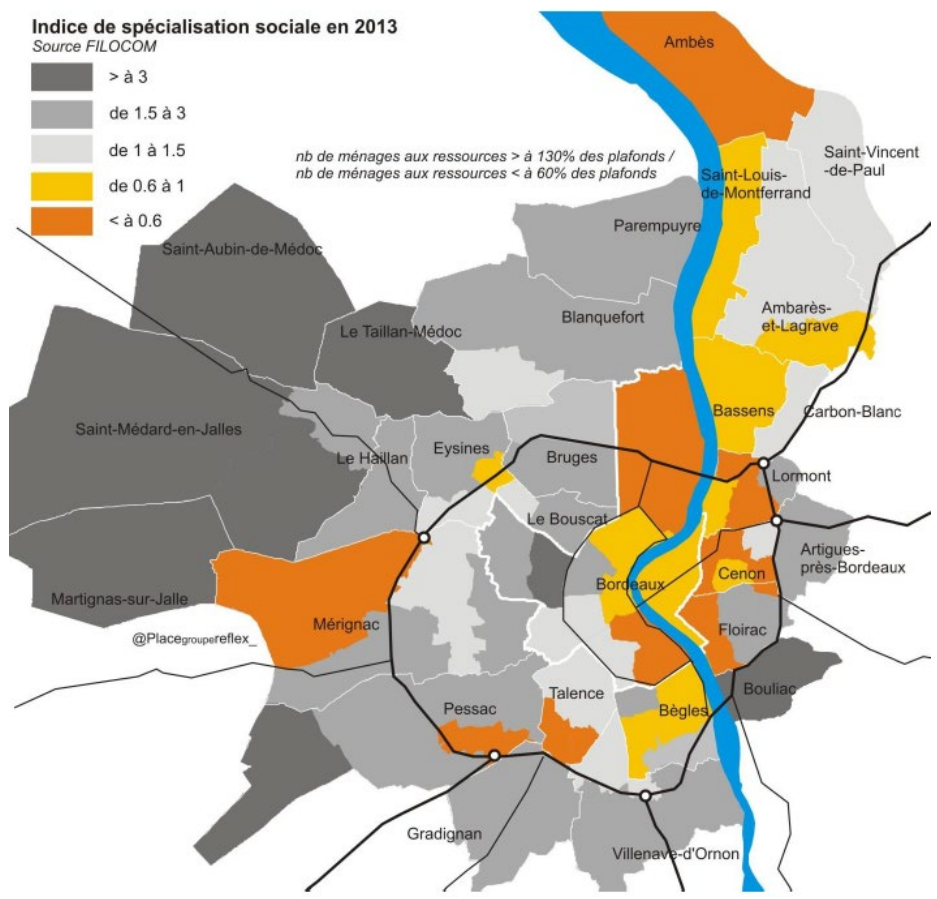 Indice de spécialisation sociale en 2013
Source FILOCOM
> à 3
de 1.5 à 3
de 1 à 1.5
de 0.6 à 1
< à 0.6
nb de ménages aux ressources > à 130% des plafonds /
nb de ménages aux ressources < à 60% des plafonds
Ambès
Saint-Vincent
-de-Paul
Saint-Louis-
de-Montferrand
Parempuyre
Saint-Aubin-de-Médoc
Blanquefort
Ambarès-
et-Lagrave
Le Taillan-Médoc
Bassens
Carbon-Blanc
Saint-Médard-en-Jalles
Eysines
Le Haillan
Bruges
Lormont
Le Bouscat
Artigues-
près-Bordeaux
Bordeaux
Cenon
Martignas-sur-Jalle
Mérignac
Floirac
@Placegroupereflex_
Bouliac
Talence
Pessac
Bègles
Gradignan
Villenave-d'Ornon